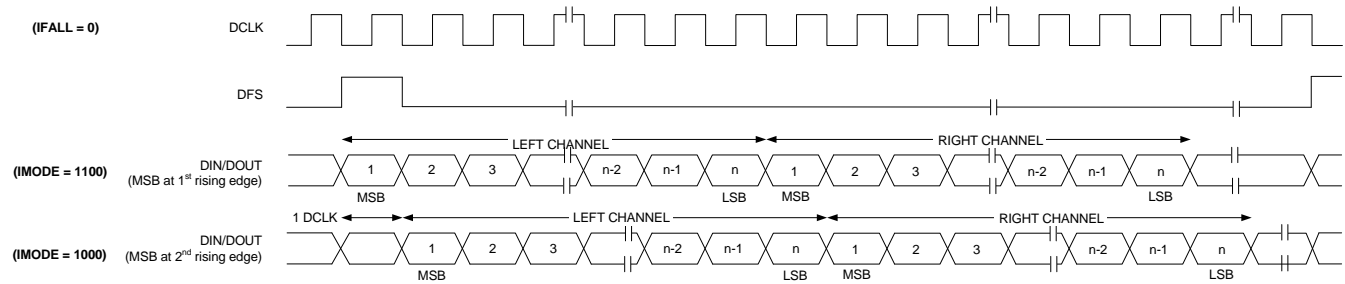 (IFALL = 0) DCLK
DFS
LEFT CHANNEL RIGHT CHANNEL
(IMODE = 1100) DIN/DOUT 1 2 3 n-2 n-1 n 1 2 3 n-2 n-1 n
(MSB at 1st rising edge)
MSB LSB MSB LSB
1 DCLK LEFT CHANNEL RIGHT CHANNEL
DIN/DOUT 1 2 3 n-2 n-1 n 1 2 3 n-2 n-1 n
(IMODE = 1000) (MSB at 2nd rising edge)
MSB LSB MSB LSB